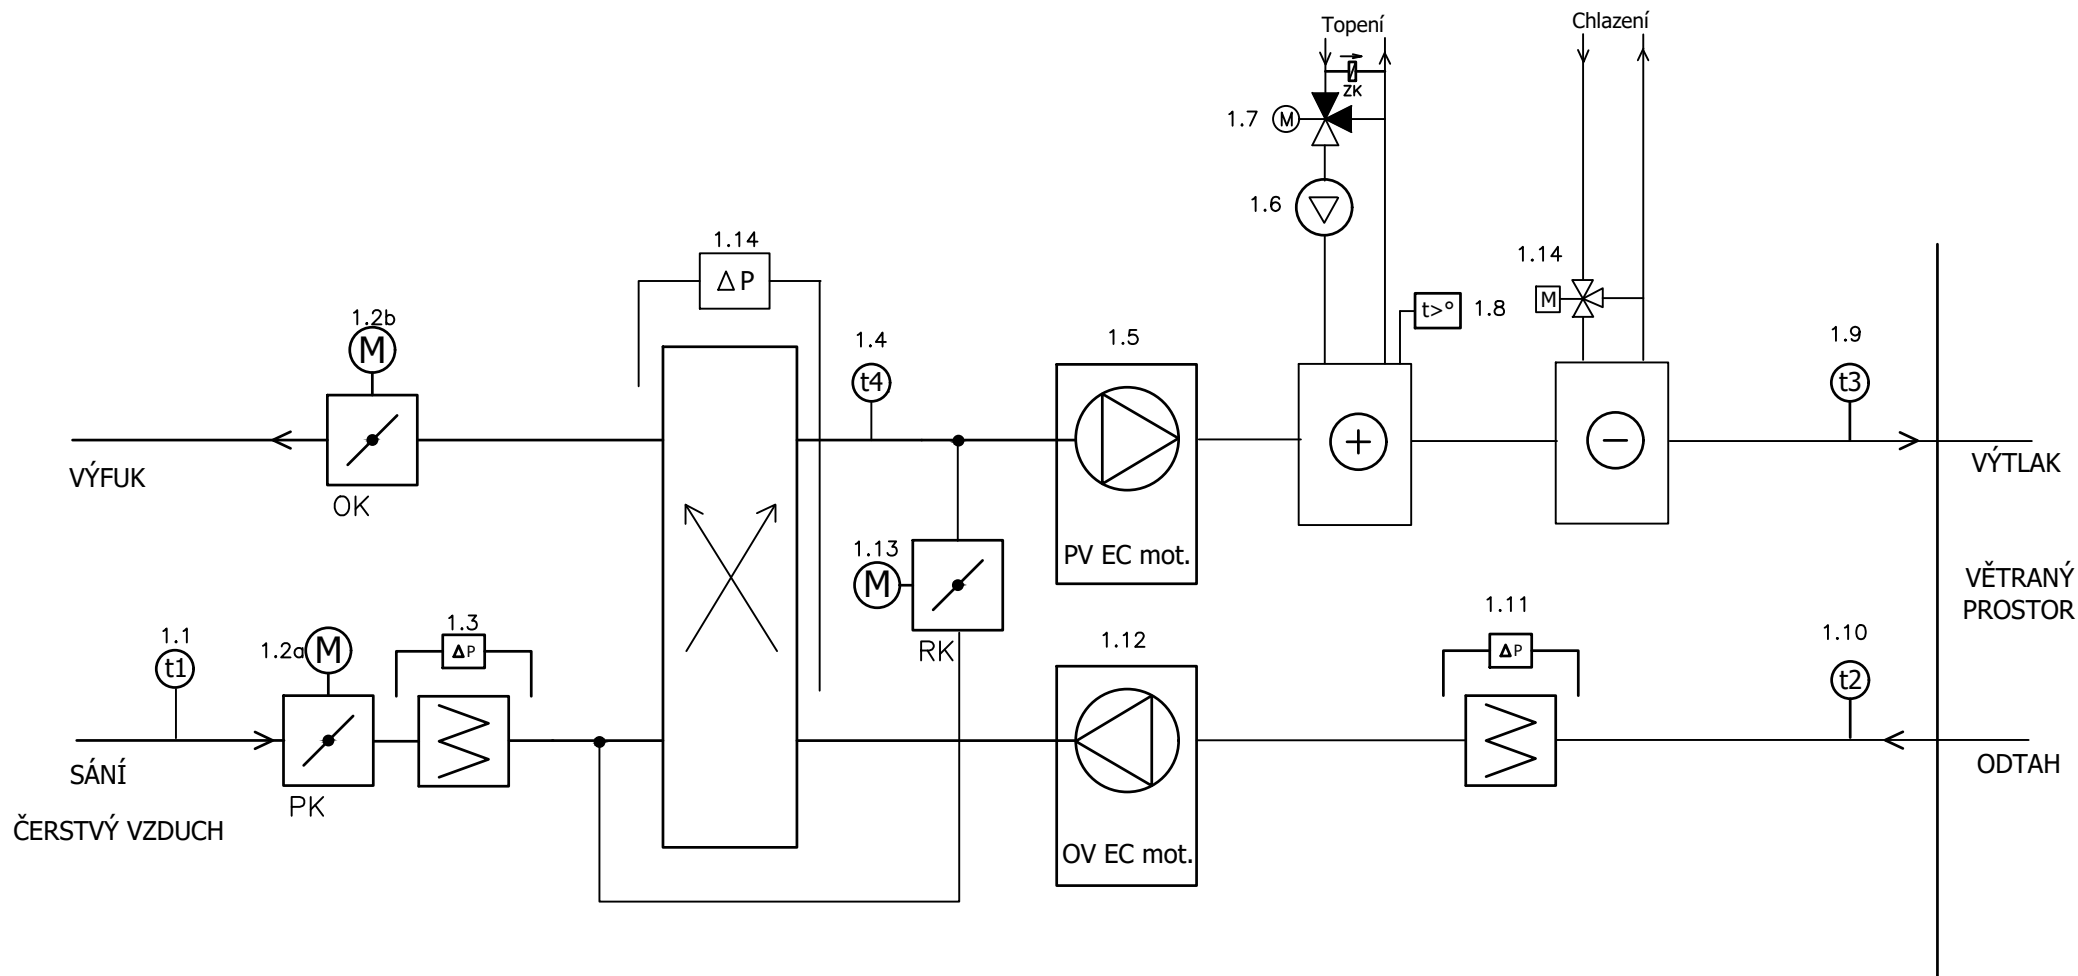 Topení
Chlazení
ZK
1.7
M
1.6
1.14
Δ P
1.14
M
t>°
1.8
1.2b
M
1.4
t4
1.5
1.9
t3
VÝFUK
OK
VÝTLAK
1.13
M
PV EC mot.
VĚTRANÝ
PROSTOR
1.1
t1
1.2a
M
1.3
Δ P
RK
1.12
1.11
Δ P
1.10
t2
SÁNÍ
PK
ODTAH
ČERSTVÝ VZDUCH
OV EC mot.